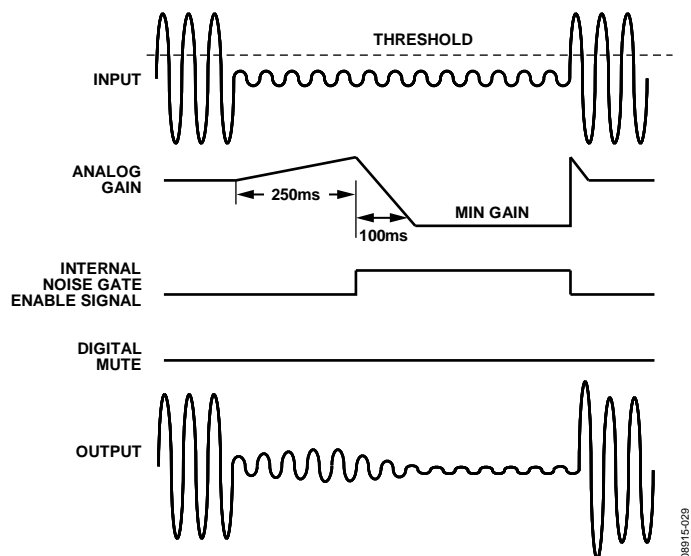 THRESHOLD
INPUT
ANALOG
GAIN
250ms
100ms
MIN GAIN
INTERNAL
NOISE GATE
ENABLE SIGNAL
DIGITAL
MUTE
OUTPUT
08915-029